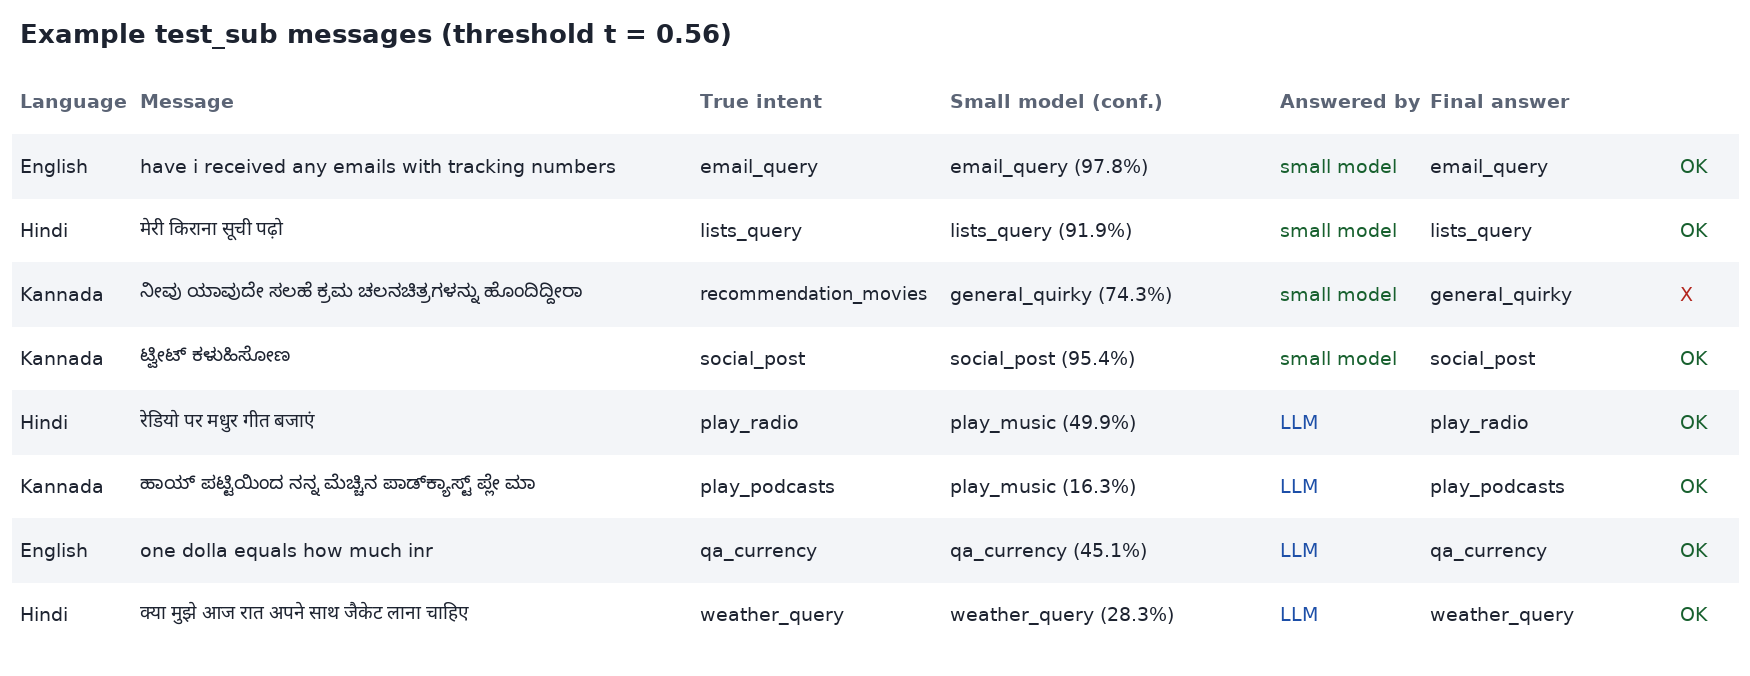 Example test_sub messages (threshold t = 0.56)
Language Message True intent Small model (conf.) Answered by Final answer
English have i received any emails with tracking numbers email_query email_query (97.8%) small model email_query OK
Hindi मेरी किराना सूची पढ़ो lists_query lists_query (91.9%) small model lists_query OK
Kannada ನೀವು ಯಾವುದೇ ಸಲಹೆ ಕ್ರಮ ಚಲನಚಿತ್ರಗಳನ್ನು ಹೊಂದಿದ್ದೀರಾ recommendation_movies general_quirky (74.3%) small model general_quirky X
Kannada ಟ್ವೀಟ್ ಕಳುಹಿಸೋಣ social_post social_post (95.4%) small model social_post OK
Hindi रेडियो पर मधुर गीत बजाएं play_radio play_music (49.9%) LLM play_radio OK
Kannada ಹಾಯ್ ಪಟ್ಟಿಯಿಂದ ನನ್ನ ಮೆಚ್ಚಿನ ಪಾಡ್‌ಕ್ಯಾಸ್ಟ್ ಪ್ಲೇ ಮಾ play_podcasts play_music (16.3%) LLM play_podcasts OK
English one dolla equals how much inr qa_currency qa_currency (45.1%) LLM qa_currency OK
Hindi क्या मुझे आज रात अपने साथ जैकेट लाना चाहिए weather_query weather_query (28.3%) LLM weather_query OK